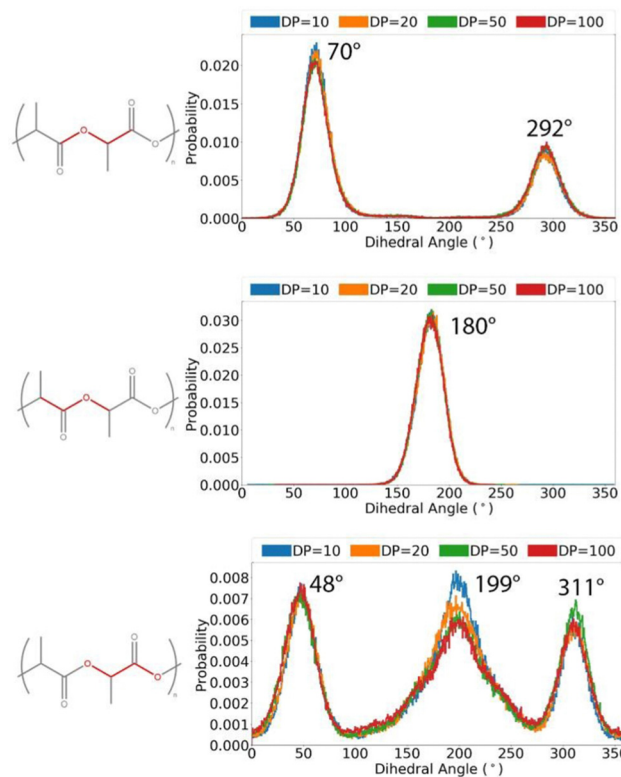 DP=10 DP=20 DP=50 DP=100
70°
292°
0.020
0.015
0.010
0.005
0.000
Probability
0 50 100 150 200 250 300 350
Dihedral Angle (°)
O
O
O
O
n
DP=10 DP=20 DP=50 DP=100
180°
0.030
0.025
0.020
0.015
0.010
0.005
0.000
Probability
0 50 100 150 200 250 300 350
Dihedral Angle (°)
O
O
O
O
n
DP=10 DP=20 DP=50 DP=100
48°
199°
311°
0.008
0.007
0.006
0.005
0.004
0.003
0.002
0.001
0.000
Probability
0 50 100 150 200 250 300 350
Dihedral Angle (°)
O
O
O
O
n